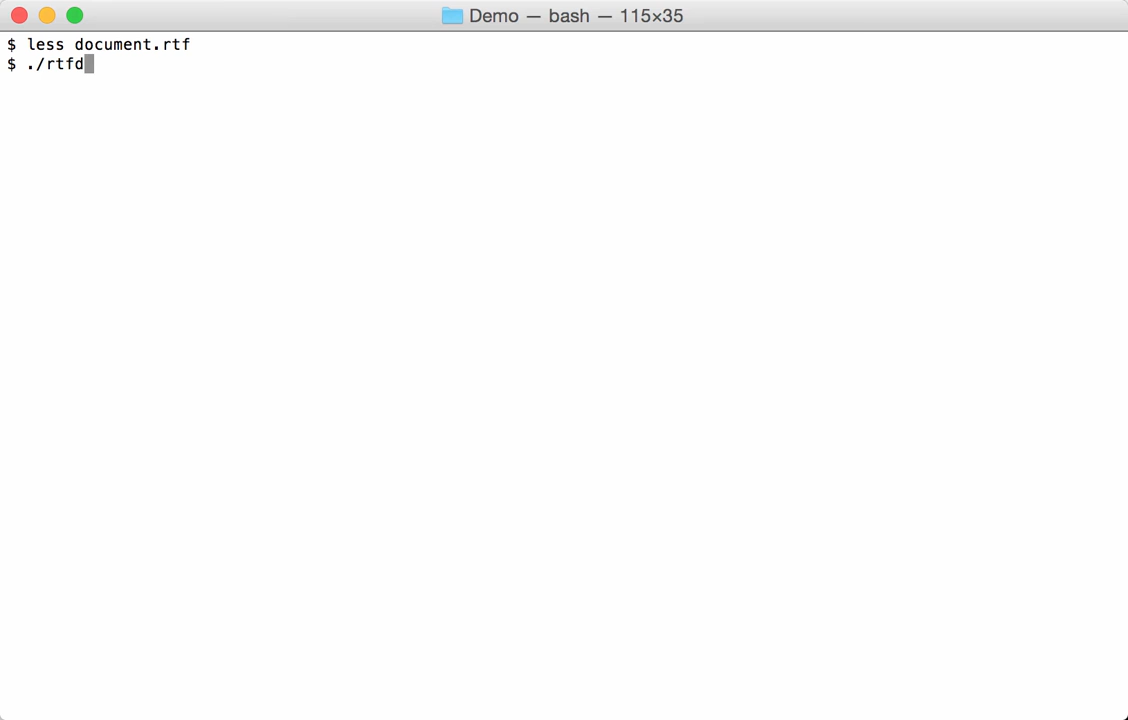 Demo — bash — 115×35
$ less document.rtf
$ ./rtfd